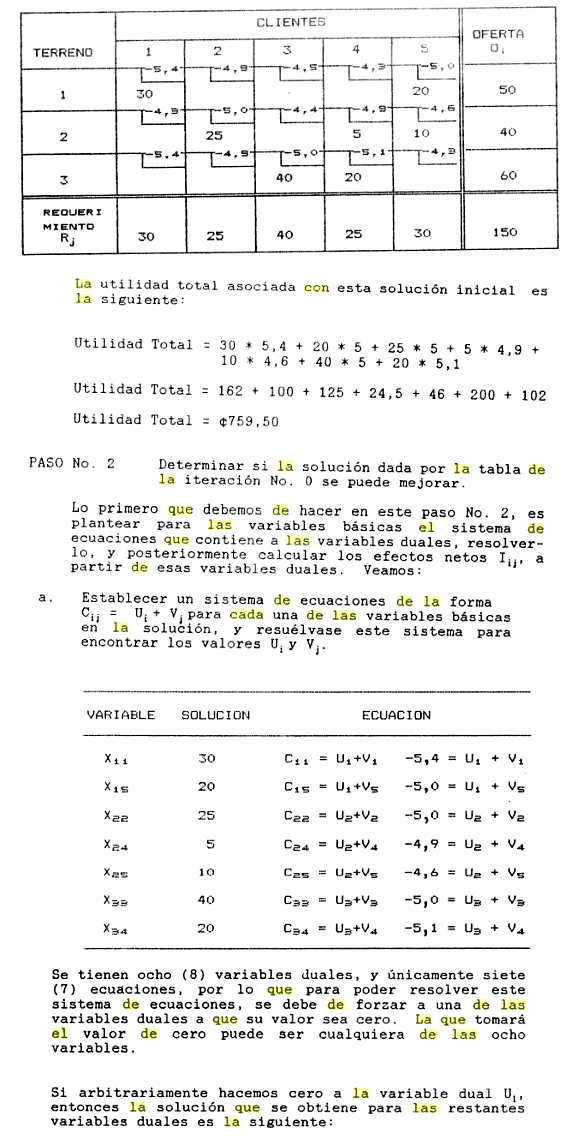 CLIENTES
TERRENO 1 2 3 4 5 OFERTA
O i
-5,4 -4,9 -4,5 -4,3 -5,0
1 30 20 50
-4,3 -5,0 -4,4 -4,9 -4,6
2 25 5 10 40
-5,4 -4,9 -5,0 -5,1 -4,3
3 40 20 60
REQUERI
MIENTO
Rj 30 25 40 25 30 150
La utilidad total asociada con esta solución inicial es
la siguiente:
Utilidad Total = 30 * 5,4 + 20 * 5 + 25 * 5 + 5 * 4,9 +
10 * 4,6 + 40 * 5 + 20 * 5,1
Utilidad Total = 162 + 100 + 125 + 24,5 + 46 + 200 + 102
Utilidad Total = ¢759,50
PASO No. 2 Determinar si la solución dada por la tabla de
la iteración No. 0 se puede mejorar.
Lo primero que debemos de hacer en este paso No. 2, es
plantear para las variables básicas el sistema de
ecuaciones que contiene a las variables duales, resolver-
lo, y posteriormente calcular los efectos netos Iij, a
partir de esas variables duales. Veamos:
a. Establecer un sistema de ecuaciones de la forma
Cij = Ui + Vj para cada una de las variables básicas
en la solución, y resuélvase este sistema para
encontrar los valores Ui y Vj.
VARIABLE SOLUCION ECUACION
X11 30 C11 = U1+V1 -5,4 = U1 + V1
X15 20 C15 = U1+V5 -5,0 = U1 + V5
X22 25 C22 = U2+V2 -5,0 = U2 + V2
X24 5 C24 = U2+V4 -4,9 = U2 + V4
X25 10 C25 = U2+V5 -4,6 = U2 + V5
X33 40 C33 = U3+V3 -5,0 = U3 + V3
X34 20 C34 = U3+V4 -5,1 = U3 + V4
Se tienen ocho (8) variables duales, y únicamente siete
(7) ecuaciones, por lo que para poder resolver este
sistema de ecuaciones, se debe de forzar a una de las
variables duales a que su valor sea cero. La que tomará
el valor de cero puede ser cualquiera de las ocho
variables.
Si arbitrariamente hacemos cero a la variable dual U1,
entonces la solución que se obtiene para las restantes
variables duales es la siguiente: